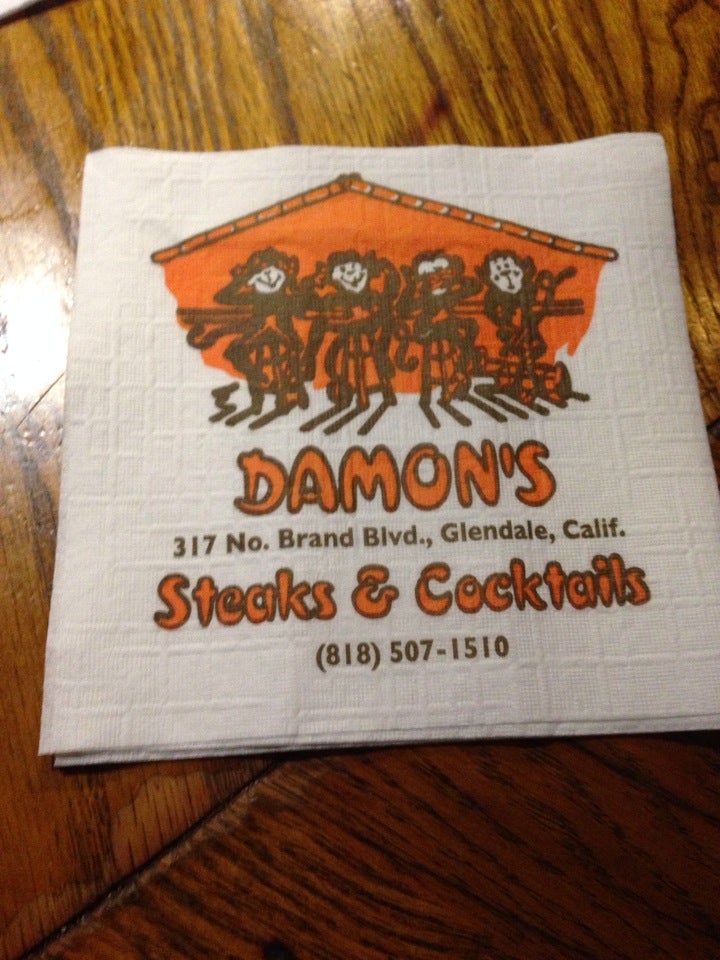 DAMON'S
317 No. Brand Blvd., Glendale, Calif.
Steaks & Cocktails
(818) 507-1510